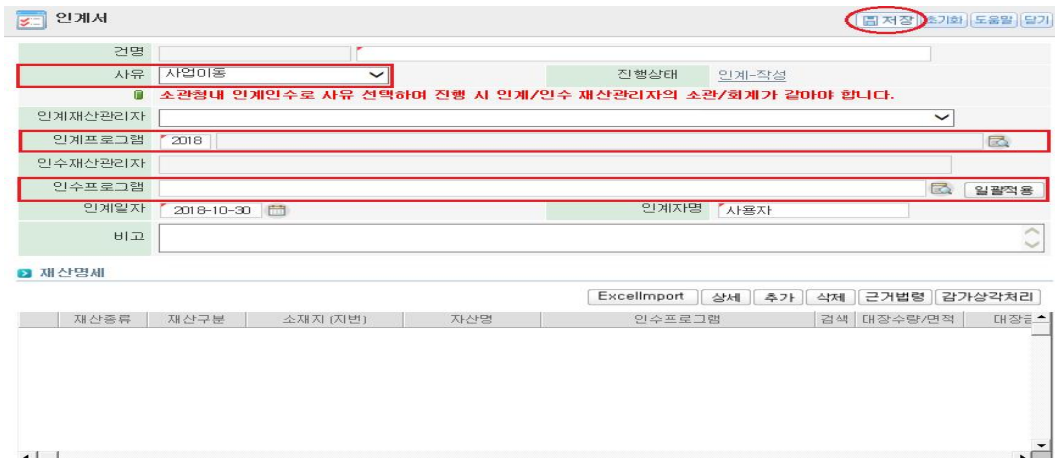 인계서
저장 초기화 도움말 닫기
건명
사유 사업이동 진행상태 인계-작성
소관청내 인계인수로 사유 선택하며 진행 시 인계/인수 재산관리자의 소관/회계가 같아야 합니다.
인계재산관리자
인계프로그램 2018
인수재산관리자
인수프로그램 일괄적용
인계일자 2018-10-30 인계자명 사용자
비고
재산명세
ExcelImport 상세 추가 삭제 근거법령 감가상각처리
재산종류 재산구분 소재지(지번) 자산명 인수프로그램 검색 대장수량/면적